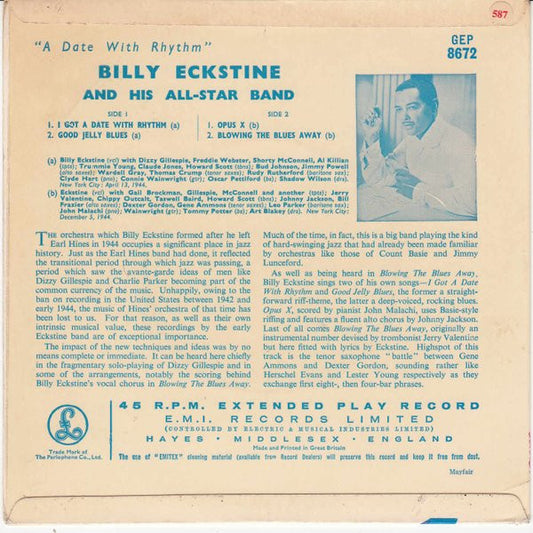 587
"A Date With Rhythm"
GEP
8672
BILLY ECKSTINE
AND HIS ALL-STAR BAND
SIDE 1
1. I GOT A DATE WITH RHYTHM (a)
2. GOOD JELLY BLUES (a)
SIDE 2
1. OPUS X (b)
2. BLOWING THE BLUES AWAY (b)
(a) Billy Eckstine (vcl) with Dizzy Gillespie, Freddie Webster, Shorty McConnell, Al Killian
(tpts); Trummie Young, Claude Jones, Howard Scott (tbns); Bud Johnson, Jimmy Powell
(alto saxes); Wardell Gray, Thomas Crump (tenor saxes); Rudy Rutherford (baritone sax);
Clyde Hart (pno); Connie Wainwright (gtr); Oscar Pettiford (bs); Shadow Wilson (drs).
New York City: April 13, 1944.
(b) Eckstine (vcl) with Gail Brockman, Gillespie, McConnell and another (tpts); Jerry
Valentine, Chippy Outcalt, Taswell Baird, Howard Scott (tbns); Johnny Jackson, Bill
Frazier (alto saxes); Dexter Gordon, Gene Ammons (tenor saxes); Leo Parker (baritone sax);
John Malachi (pno); Wainwright (gtr); Tommy Potter (bs); Art Blakey (drs). New York City:
December 5, 1944.
THE orchestra which Billy Eckstine formed after he left
Earl Hines in 1944 occupies a significant place in jazz
history. Just as the Earl Hines band had done, it reflected
the transitional period through which jazz was passing, a
period which saw the avante-garde ideas of men like
Dizzy Gillespie and Charlie Parker becoming part of the
common currency of the music. Unhappily, owing to the
ban on recording in the United States between 1942 and
early 1944, the music of Hines' orchestra of that time has
been lost to us. For that reason, as well as their own
intrinsic musical value, these recordings by the early
Eckstine band are of exceptional importance.
The impact of the new techniques and ideas was by no
means complete or immediate. It can be heard here chiefly
in the fragmentary solo-playing of Dizzy Gillespie and in
some of the arrangements, notably the scoring behind
Billy Eckstine's vocal chorus in Blowing The Blues Away.
Much of the time, in fact, this is a big band playing the kind
of hard-swinging jazz that had already been made familiar
by orchestras like those of Count Basie and Jimmy
Lunceford.
As well as being heard in Blowing The Blues Away,
Billy Eckstine sings two of his own songs—I Got A Date
With Rhythm and Good Jelly Blues, the former a straight-
forward riff-theme, the latter a deep-voiced, rocking blues.
Opus X, scored by pianist John Malachi, uses Basie-style
riffing and features a fluent alto chorus by Johnny Jackson.
Last of all comes Blowing The Blues Away, originally an
instrumental number devised by trombonist Jerry Valentine
but here fitted with lyrics by Eckstine. Highspot of this
track is the tenor saxophone "battle" between Gene
Ammons and Dexter Gordon, sounding rather like
Herschel Evans and Lester Young respectively as they
exchange first eight-, then four-bar phrases.
£
Trade Mark of
The Parlophone Co., Ltd.
45 R.P.M. EXTENDED PLAY RECORD
E.M.I. RECORDS LIMITED
(CONTROLLED BY ELECTRIC & MUSICAL INDUSTRIES LIMITED)
HAYES · MIDDLESEX · ENGLAND
Made and Printed in Great Britain
The use of "EMITEX" cleaning material (available from Record Dealers) will preserve this record and keep it free from dust.
Mayfair